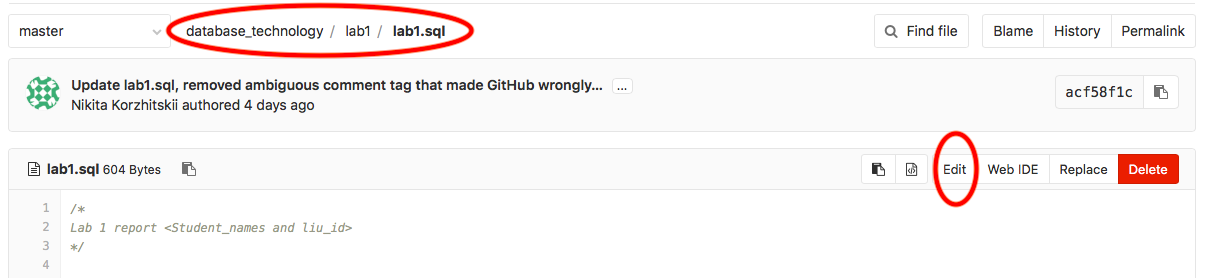 master database_technology / lab1 / lab1.sql Find file Blame History Permalink
Update lab1.sql, removed ambiguous comment tag that made GitHub wrongly... ...
Nikita Korzhitskii authored 4 days ago
acf58f1c
lab1.sql 604 Bytes Edit Web IDE Replace Delete
1 /*
2 Lab 1 report <Student_names and liu_id>
3 */
4